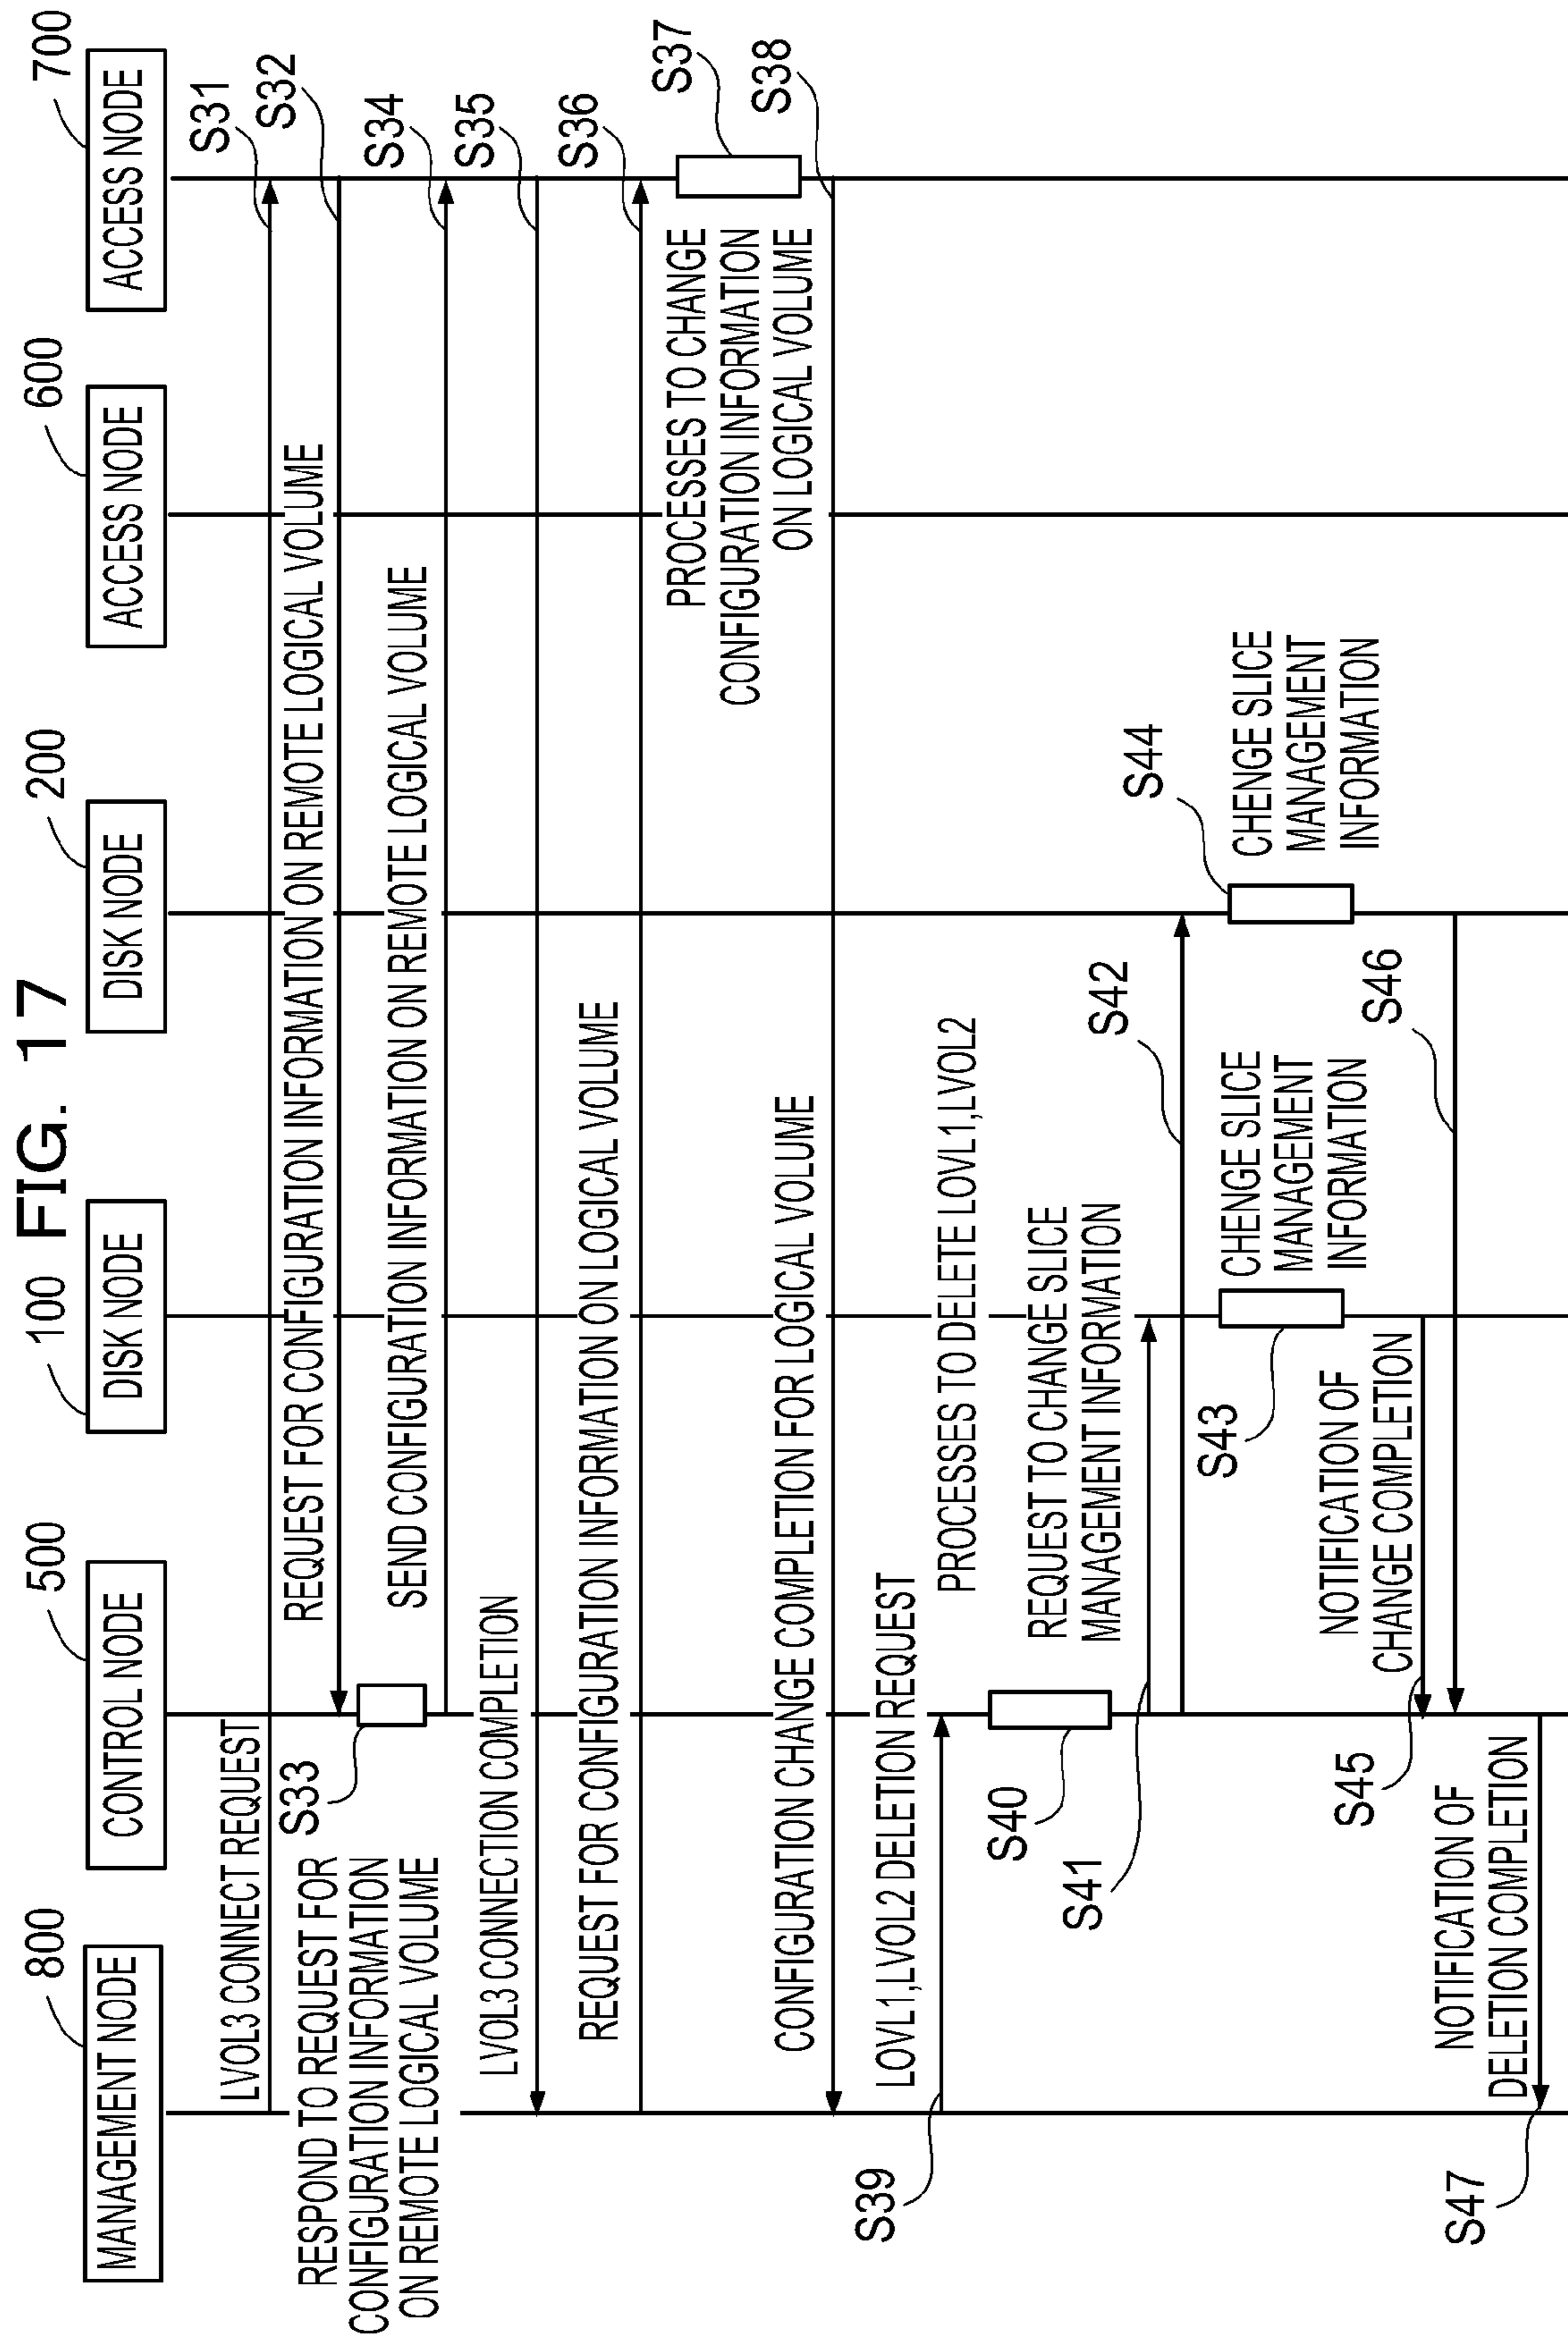 FIG. 17
800
500
100
200
600
700
MANAGEMENT NODE
CONTROL NODE
DISK NODE
DISK NODE
ACCESS NODE
ACCESS NODE
LVOL3 CONNECT REQUEST
S31
REQUEST FOR CONFIGURATION INFORMATION ON REMOTE LOGICAL VOLUME
S32
S33
RESPOND TO REQUEST FOR
CONFIGURATION INFORMATION
ON REMOTE LOGICAL VOLUME
SEND CONFIGURATION INFORMATION ON REMOTE LOGICAL VOLUME
S34
LVOL3 CONNECTION COMPLETION
S35
REQUEST FOR CONFIGURATION INFORMATION ON LOGICAL VOLUME
S36
PROCESSES TO CHANGE
CONFIGURATION INFORMATION
ON LOGICAL VOLUME
S37
CONFIGURATION CHANGE COMPLETION FOR LOGICAL VOLUME
S38
LOVL1,LVOL2 DELETION REQUEST
S39
PROCESSES TO DELETE LOVL1,LVOL2
S40
REQUEST TO CHANGE SLICE
MANAGEMENT INFORMATION
S41
S42
S43
CHENGE SLICE
MANAGEMENT
INFORMATION
S44
CHENGE SLICE
MANAGEMENT
INFORMATION
NOTIFICATION OF
CHANGE COMPLETION
S45
S46
NOTIFICATION OF
DELETION COMPLETION
S47